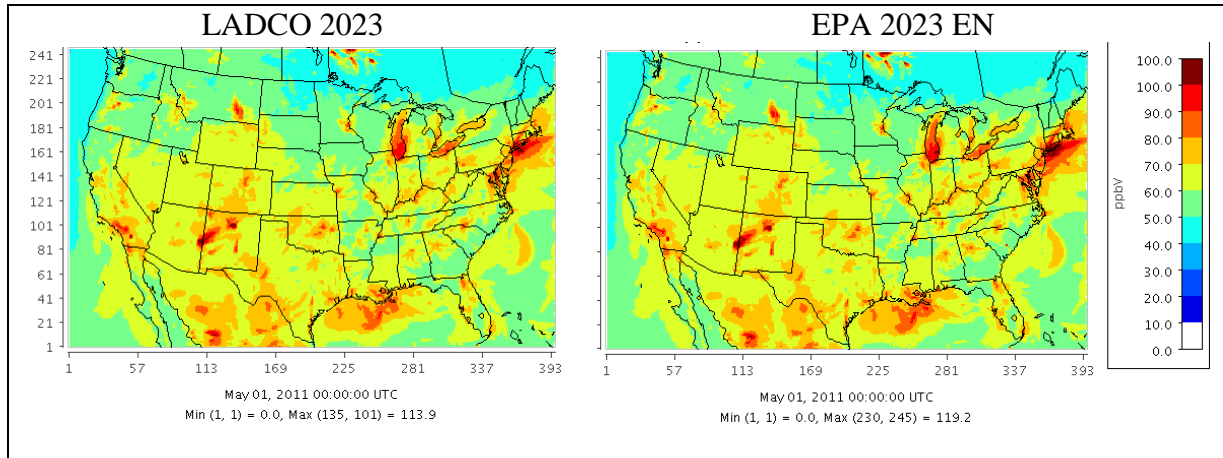 LADCO 2023
EPA 2023 EN
241
221
201
181
161
141
121
101
81
61
41
21
1
1 57 113 169 225 281 337 393
1 57 113 169 225 281 337 393
May 01, 2011 00:00:00 UTC
Min (1, 1) = 0.0, Max (135, 101) = 113.9
May 01, 2011 00:00:00 UTC
Min (1, 1) = 0.0, Max (230, 245) = 119.2
ppbV
100.0
100.0
90.0
80.0
70.0
60.0
50.0
40.0
30.0
20.0
10.0
0.0